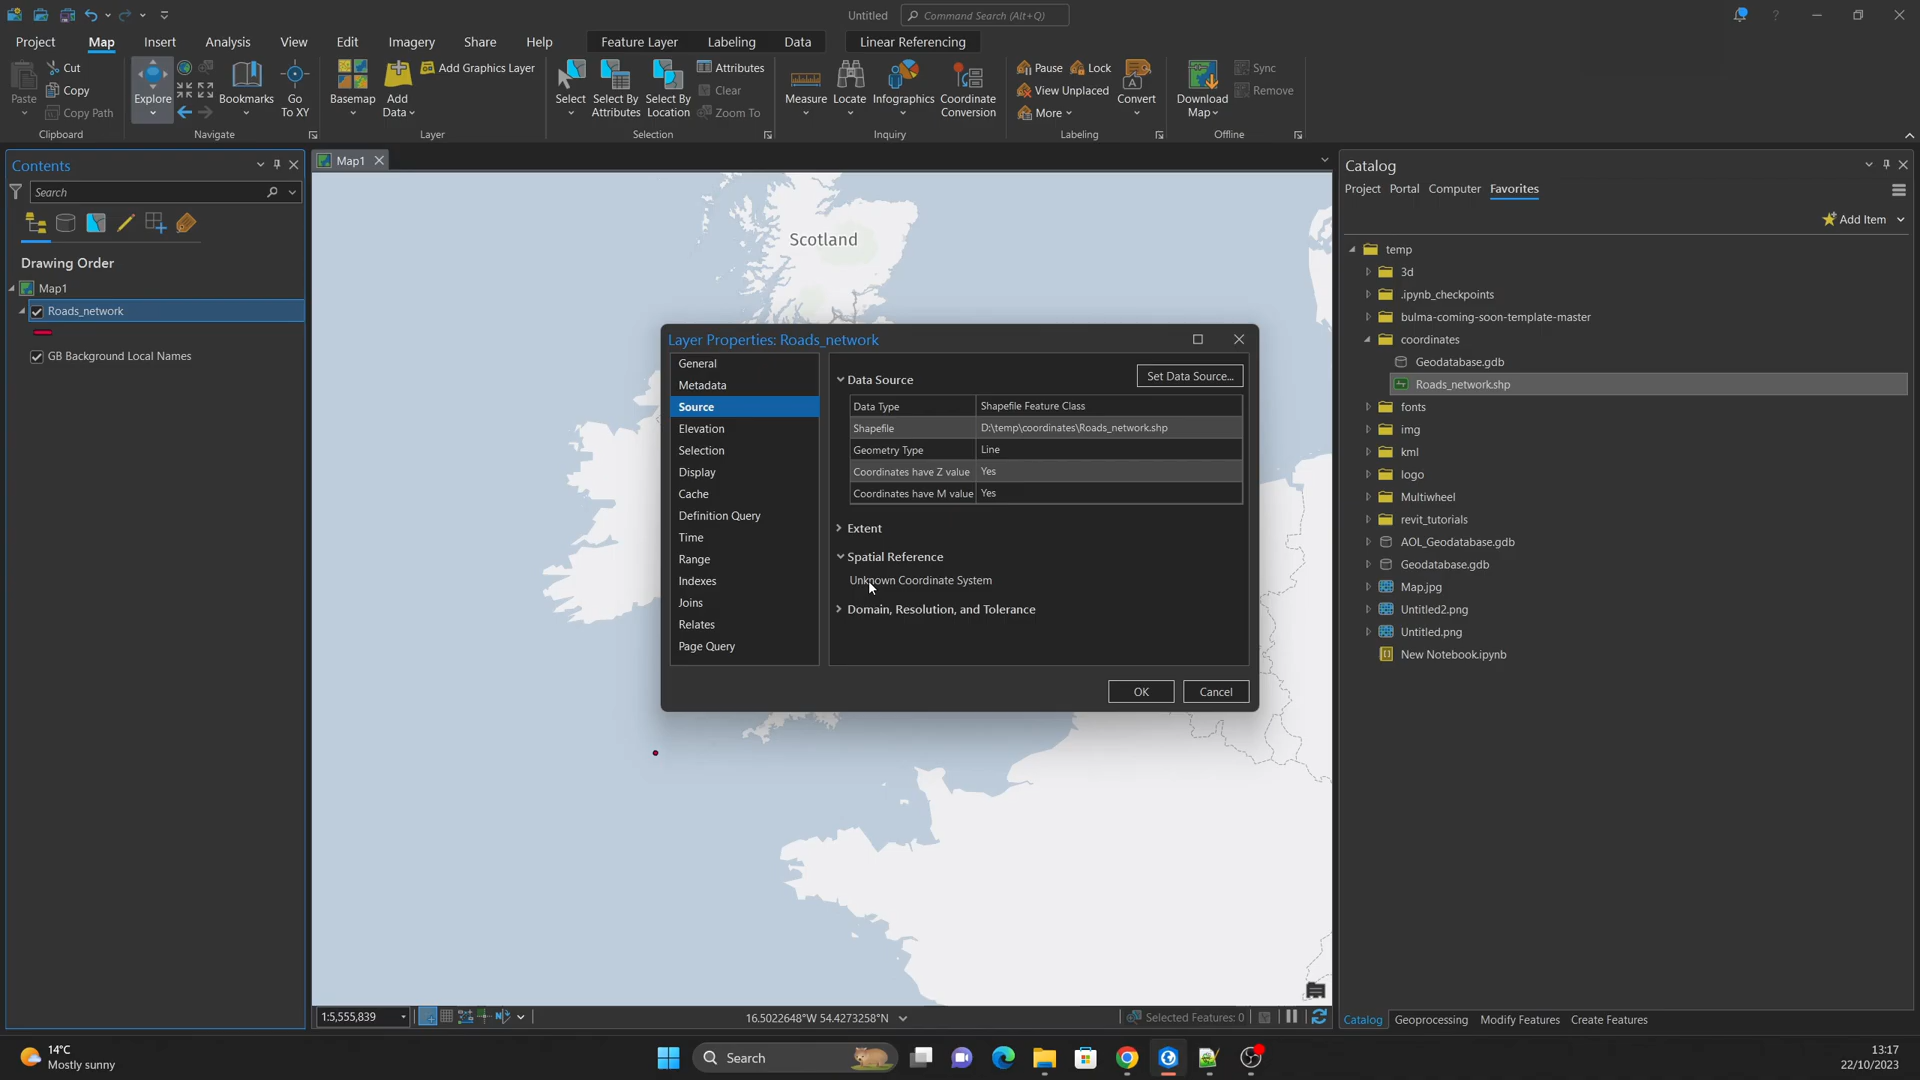 Untitled
Command Search (Alt+Q)
Project Map Insert Analysis View Edit Imagery Share Help Feature Layer Labeling Data Linear Referencing
Paste
Cut
Copy
Copy Path
Clipboard
Explore
Bookmarks
Go
To XY
Navigate
Basemap
Add
Data
Add Graphics Layer
Layer
Select
Select By
Attributes
Select By
Location
Attributes
Clear
Zoom To
Selection
Measure
Locate
Infographics
Coordinate
Conversion
Inquiry
Pause
Lock
View Unplaced
More
Convert
Labeling
Download
Map
Sync
Remove
Offline
Contents
Search
Drawing Order
Map1
Roads_network
GB Background Local Names
Map1
Scotland
Layer Properties: Roads_network
General
Metadata
Source
Elevation
Selection
Display
Cache
Definition Query
Time
Range
Indexes
Joins
Relates
Page Query
Data Source
Set Data Source...
Data Type Shapefile Feature Class
Shapefile D:\temp\coordinates\Roads_network.shp
Geometry Type Line
Coordinates have Z value Yes
Coordinates have M value Yes
Extent
Spatial Reference
Unknown Coordinate System
Domain, Resolution, and Tolerance
OK
Cancel
1:5,555,839
16.5022648°W 54.4273258°N
Selected Features: 0
Catalog
Project Portal Computer Favorites
Add Item
temp
3d
.ipynb_checkpoints
bulma-coming-soon-template-master
coordinates
Geodatabase.gdb
Roads_network.shp
fonts
img
kml
logo
Multiwheel
revit_tutorials
AOL_Geodatabase.gdb
Geodatabase.gdb
Map.jpg
Untitled2.png
Untitled.png
New Notebook.ipynb
Catalog Geoprocessing Modify Features Create Features
14°C
Mostly sunny
Search
13:17
22/10/2023